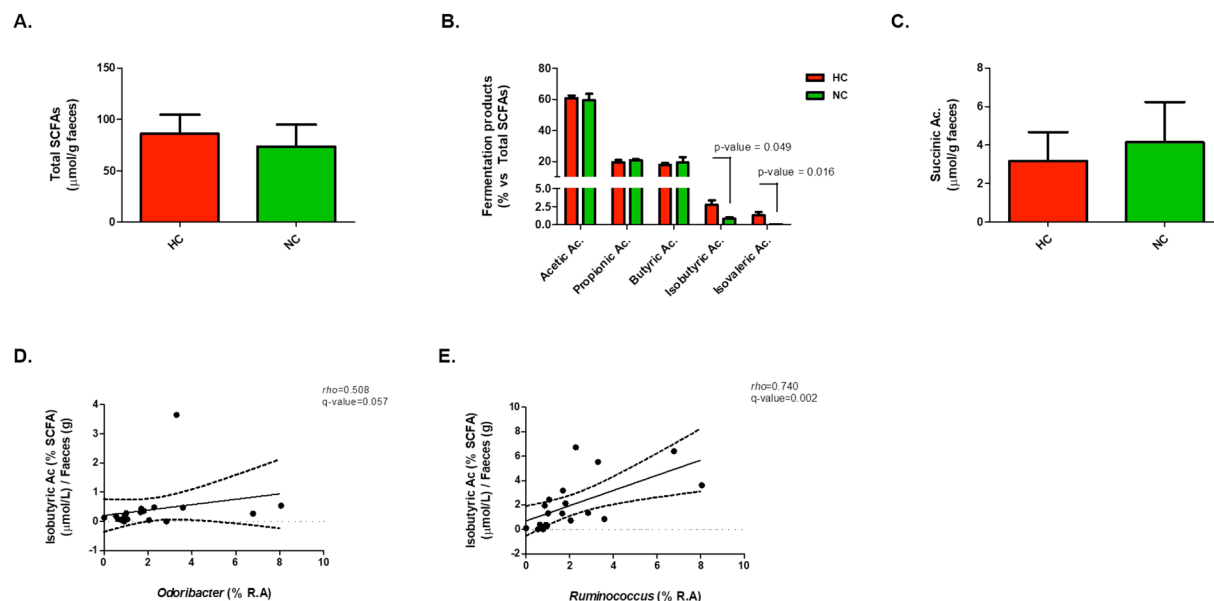 A.
Total SCFAs
(μmol/g faeces)
150
100
50
0
HC
NC
B.
Fermentation products
(% vs Total SCFAs)
80
60
40
20
5.0
2.5
0.0
Acetic Ac.
Propionic Ac.
Butyric Ac.
Isobutyric Ac.
Isovaleric Ac.
p-value = 0.049
p-value = 0.016
HC
NC
C.
Succinic Ac.
(μmol/g faeces)
8
6
4
2
0
HC
NC
D.
rho=0.508
q-value=0.057
Isobutyric Ac (% SCFA)
(μmol/L) / Faeces (g)
4
3
2
1
0
-1
0
2
4
6
8
10
Odoribacter (% R.A)
E.
rho=0.740
q-value=0.002
Isobutyric Ac (% SCFA)
(μmol/L) / Faeces (g)
10
8
6
4
2
0
-2
0
2
4
6
8
10
Ruminococcus (% R.A)